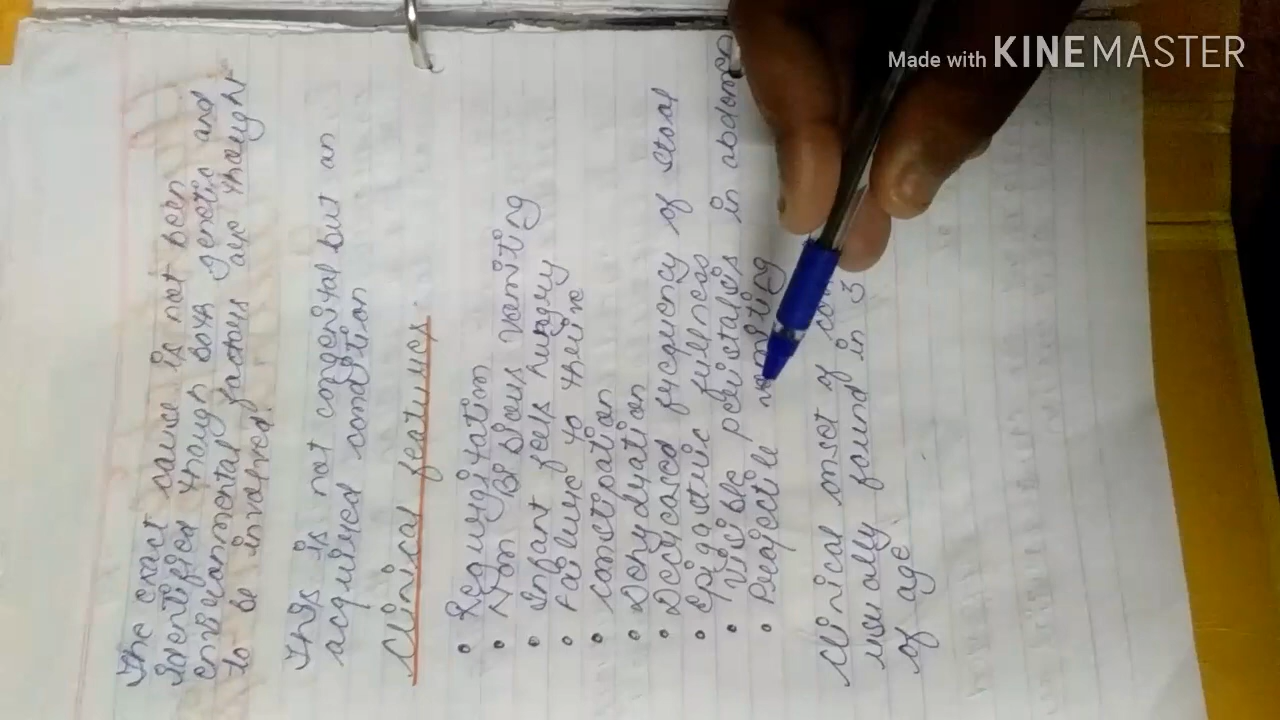 Made with KINEMASTER
The exact cause is not been
identified though both genetic and
environmental factors are thought
to be involved.
This is not congenital but an
acquired condition
Clinical features
• Regurgitation
• Non Bilious vomiting
• Infant feels hungry
• Failure to thrive
• constipation
• Dehydration
• Decreased frequency of stool
• Epigastric fullness
• Visible peristalsis in abdomen
• Projectile vomiting
Clinical onset of
usually found in 3
of age.